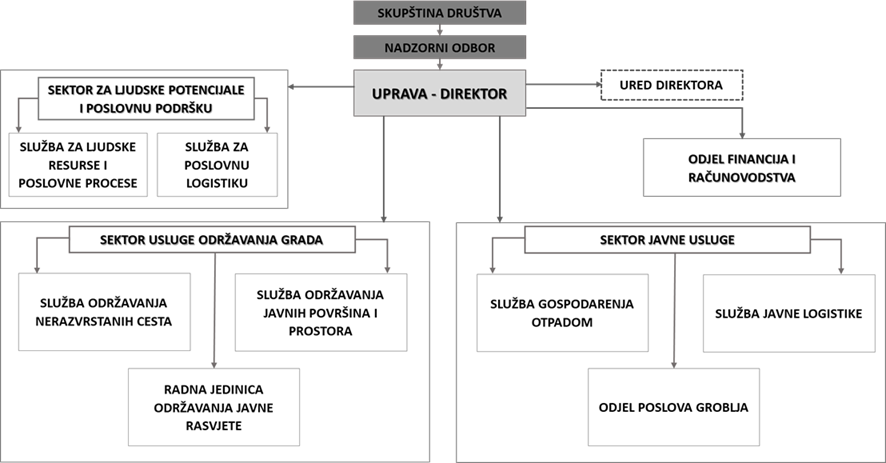 SKUPŠTINA DRUŠTVA
NADZORNI ODBOR
UPRAVA - DIREKTOR
URED DIREKTORA
ODJEL FINANCIJA I
RAČUNOVODSTVA
SEKTOR ZA LJUDSKE POTENCIJALE
I POSLOVNU PODRŠKU
SLUŽBA ZA LJUDSKE
RESURSE I
POSLOVNE PROCESE
SLUŽBA ZA
POSLOVNU
LOGISTIKU
SEKTOR USLUGE ODRŽAVANJA GRADA
SLUŽBA ODRŽAVANJA
NERAZVRSTANIH CESTA
SLUŽBA ODRŽAVANJA
JAVNIH POVRŠINA I
PROSTORA
RADNA JEDINICA
ODRŽAVANJA JAVNE
RASVJETE
SEKTOR JAVNE USLUGE
SLUŽBA GOSPODARENJA
OTPADOM
SLUŽBA JAVNE LOGISTIKE
ODJEL POSLOVA GROBLJA